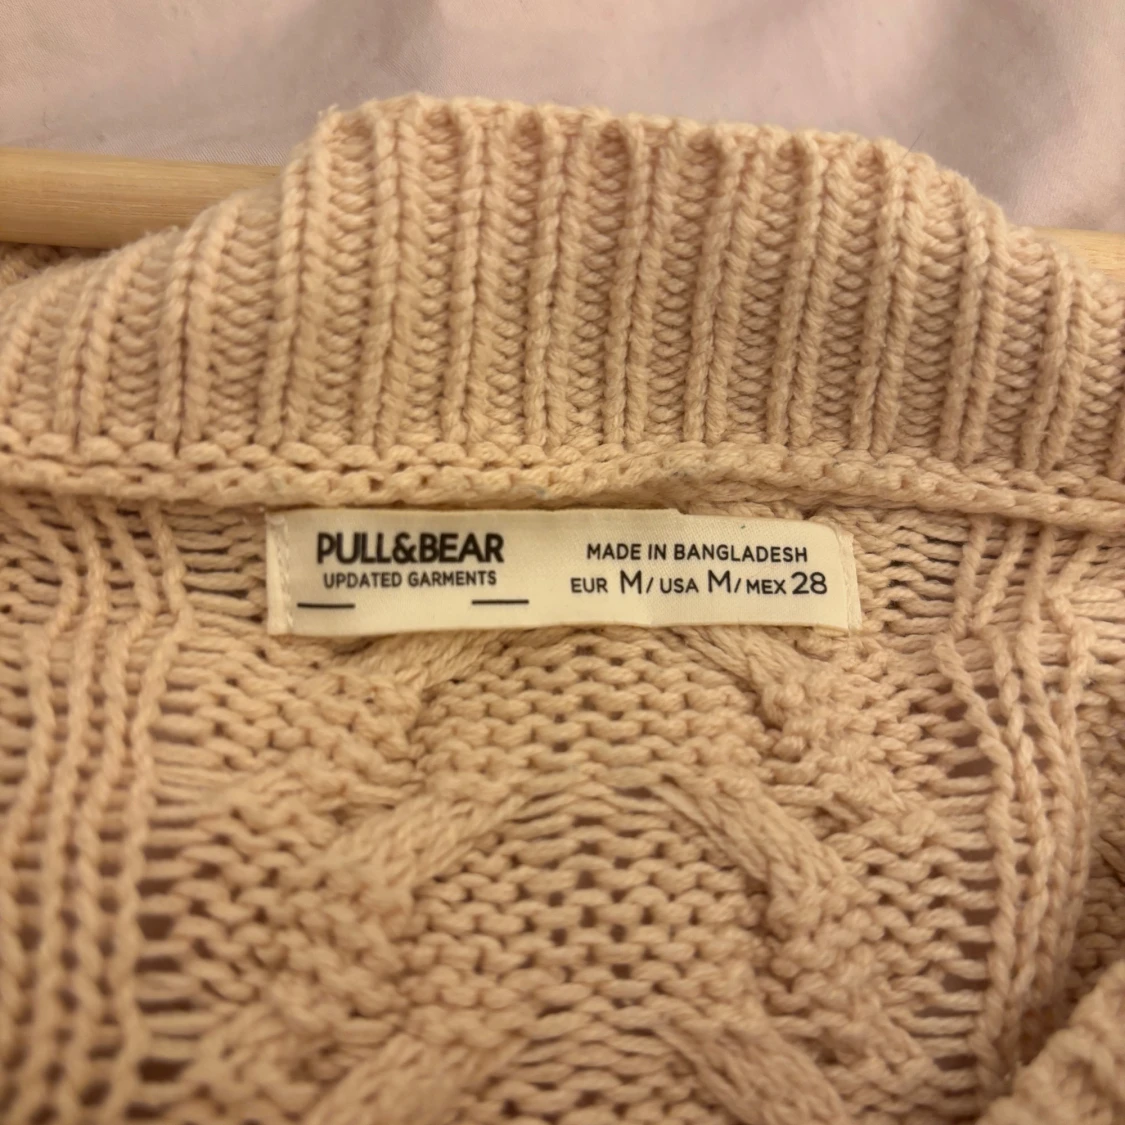 PULL&BEAR
UPDATED GARMENTS
MADE IN BANGLADESH
EUR M/USA M/MEX 28